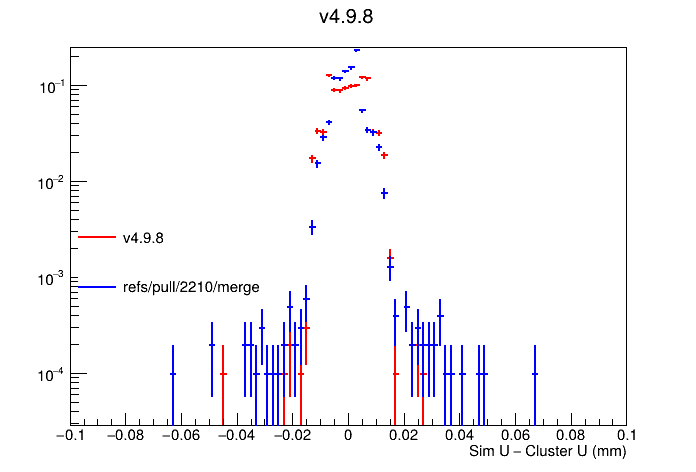 v4.9.8
10⁻¹
10⁻²
10⁻³
10⁻⁴
v4.9.8
refs/pull/2210/merge
−0.1 −0.08 −0.06 −0.04 −0.02 0 0.02 0.04 0.06 0.08 0.1
Sim U − Cluster U (mm)